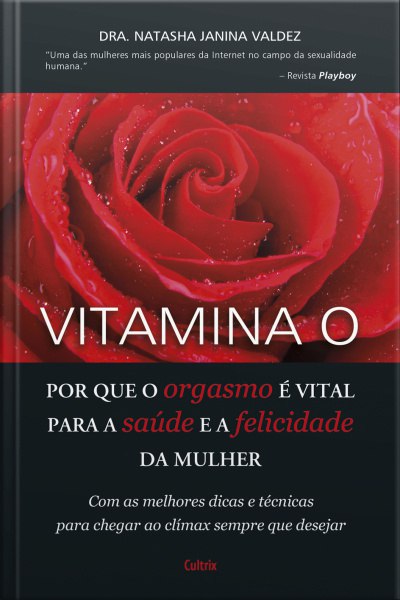 DRA. NATASHA JANINA VALDEZ
“Uma das mulheres mais populares da Internet no campo da sexualidade
humana.”
– Revista Playboy
VITAMINA O
POR QUE O orgasmo É VITAL
PARA A saúde E A felicidade
DA MULHER
Com as melhores dicas e técnicas
para chegar ao clímax sempre que desejar
Cultrix